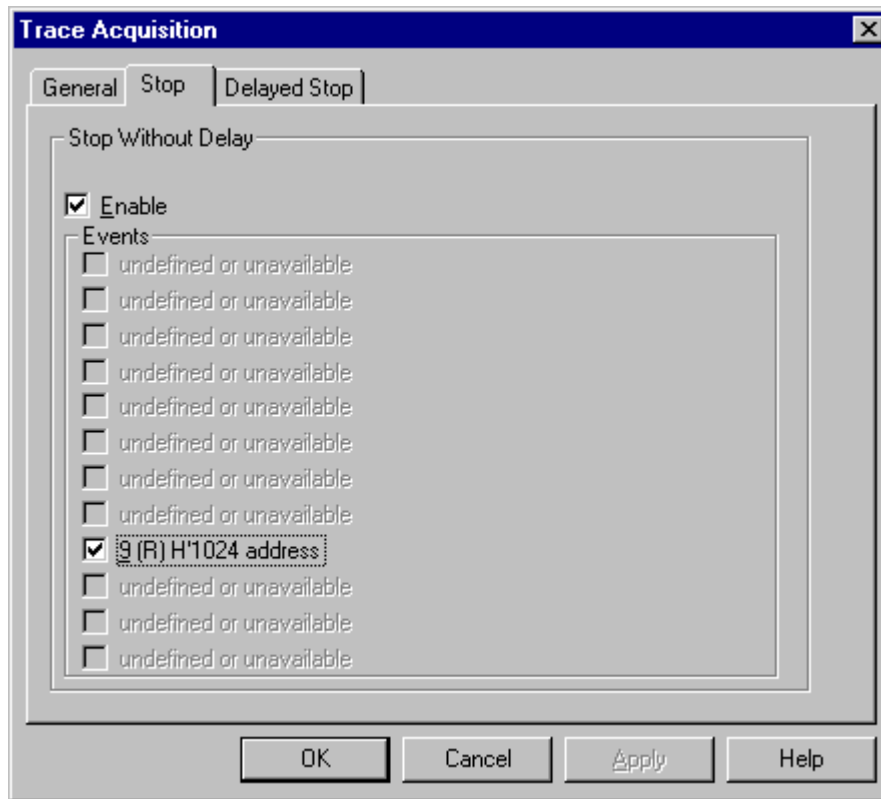 Trace Acquisition
General Stop Delayed Stop
Stop Without Delay
Enable
Events
undefined or unavailable
undefined or unavailable
undefined or unavailable
undefined or unavailable
undefined or unavailable
undefined or unavailable
undefined or unavailable
undefined or unavailable
9 (R) H'1024 address
undefined or unavailable
undefined or unavailable
undefined or unavailable
OK Cancel Apply Help